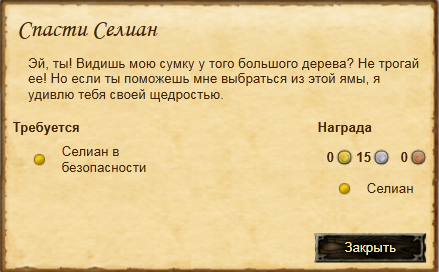 Спасти Селиан
Эй, ты! Видишь мою сумку у того большого дерева? Не трогай
ее! Но если ты поможешь мне выбраться из этой ямы, я
удивлю тебя своей щедростью.
Требуется
Награда
Селиан в
безопасности
0 15 0
Селиан
Закрыть